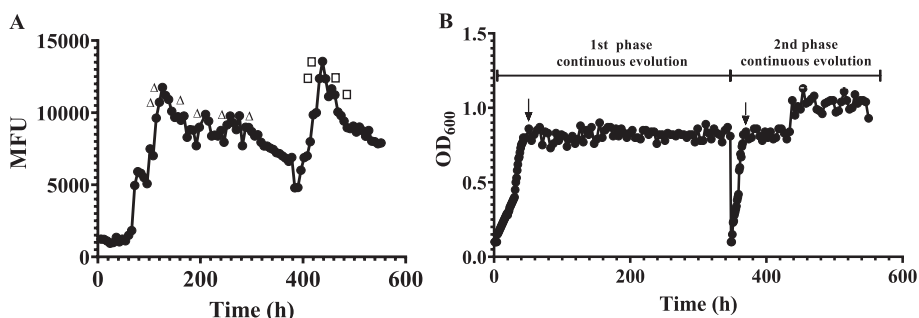 A
15000
10000
5000
0
MFU
0
200
400
600
Time (h)
B
1.5
1.0
0.5
0.0
OD600
1st phase
continuous evolution
2nd phase
continuous evolution
0
200
400
600
Time (h)